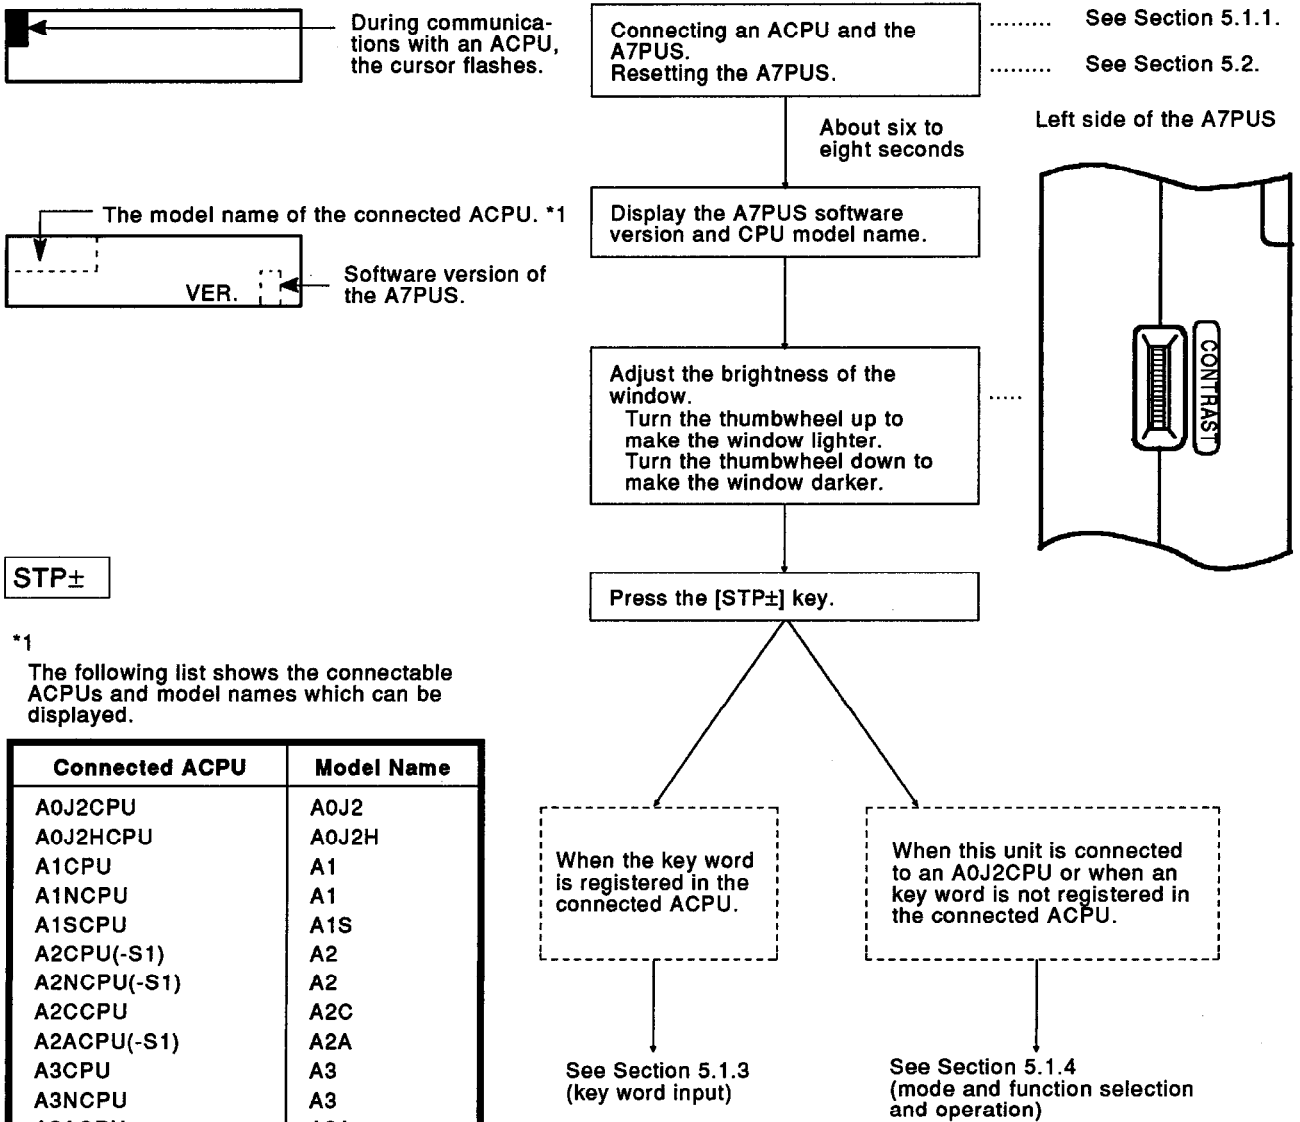 During communica-
tions with an ACPU,
the cursor flashes.
Connecting an ACPU and the
A7PUS.
Resetting the A7PUS.
......... See Section 5.1.1.
......... See Section 5.2.
About six to
eight seconds
Left side of the A7PUS
The model name of the connected ACPU. *1
VER.
Software version of
the A7PUS.
Display the A7PUS software
version and CPU model name.
Adjust the brightness of the
window.
Turn the thumbwheel up to
make the window lighter.
Turn the thumbwheel down to
make the window darker.
.....
CONTRAST
STP±
Press the [STP±] key.
*1
The following list shows the connectable
ACPUs and model names which can be
displayed.
Connected ACPU Model Name
A0J2CPU A0J2
A0J2HCPU A0J2H
A1CPU A1
A1NCPU A1
A1SCPU A1S
A2CPU(-S1) A2
A2NCPU(-S1) A2
A2CCPU A2C
A2ACPU(-S1) A2A
A3CPU A3
A3NCPU A3
When the key word
is registered in the
connected ACPU.
When this unit is connected
to an A0J2CPU or when an
key word is not registered in
the connected ACPU.
See Section 5.1.3
(key word input)
See Section 5.1.4
(mode and function selection
and operation)